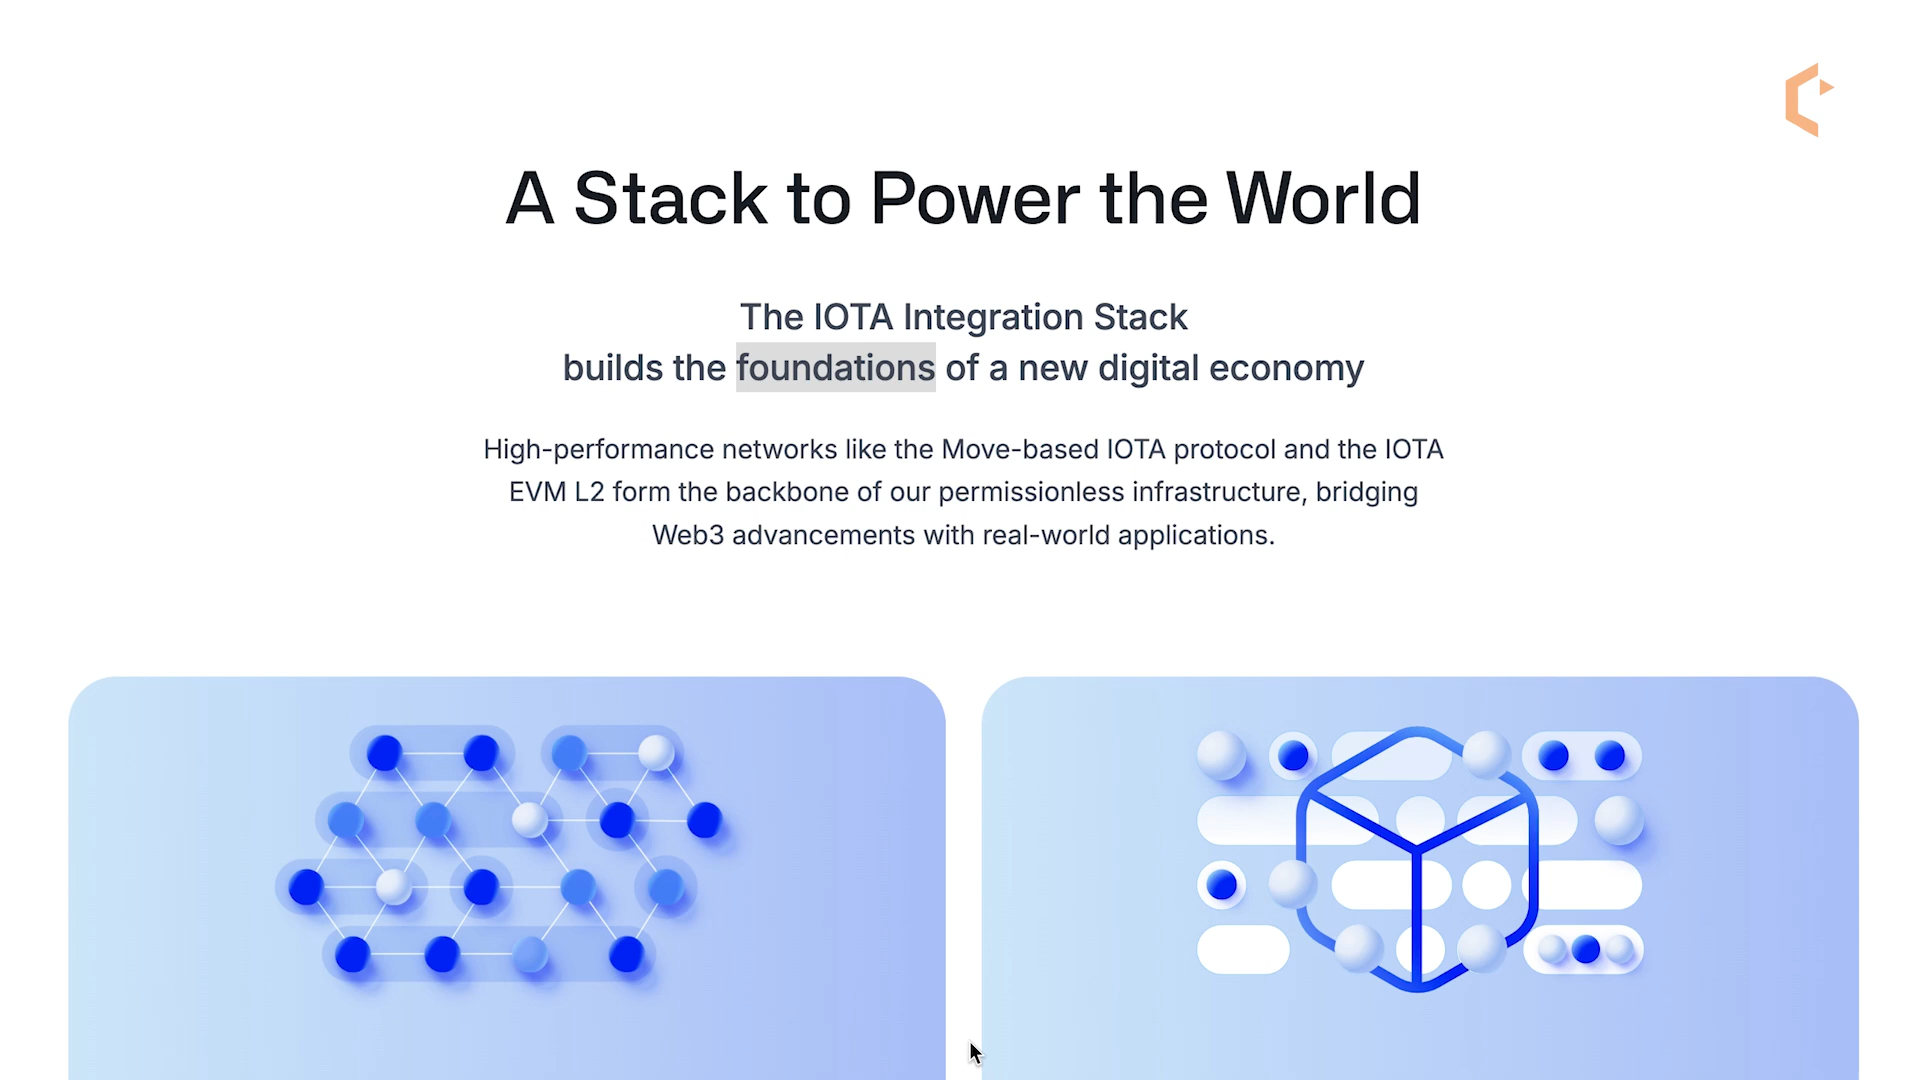 A Stack to Power the World
The IOTA Integration Stack
builds the foundations of a new digital economy
High-performance networks like the Move-based IOTA protocol and the IOTA
EVM L2 form the backbone of our permissionless infrastructure, bridging
Web3 advancements with real-world applications.